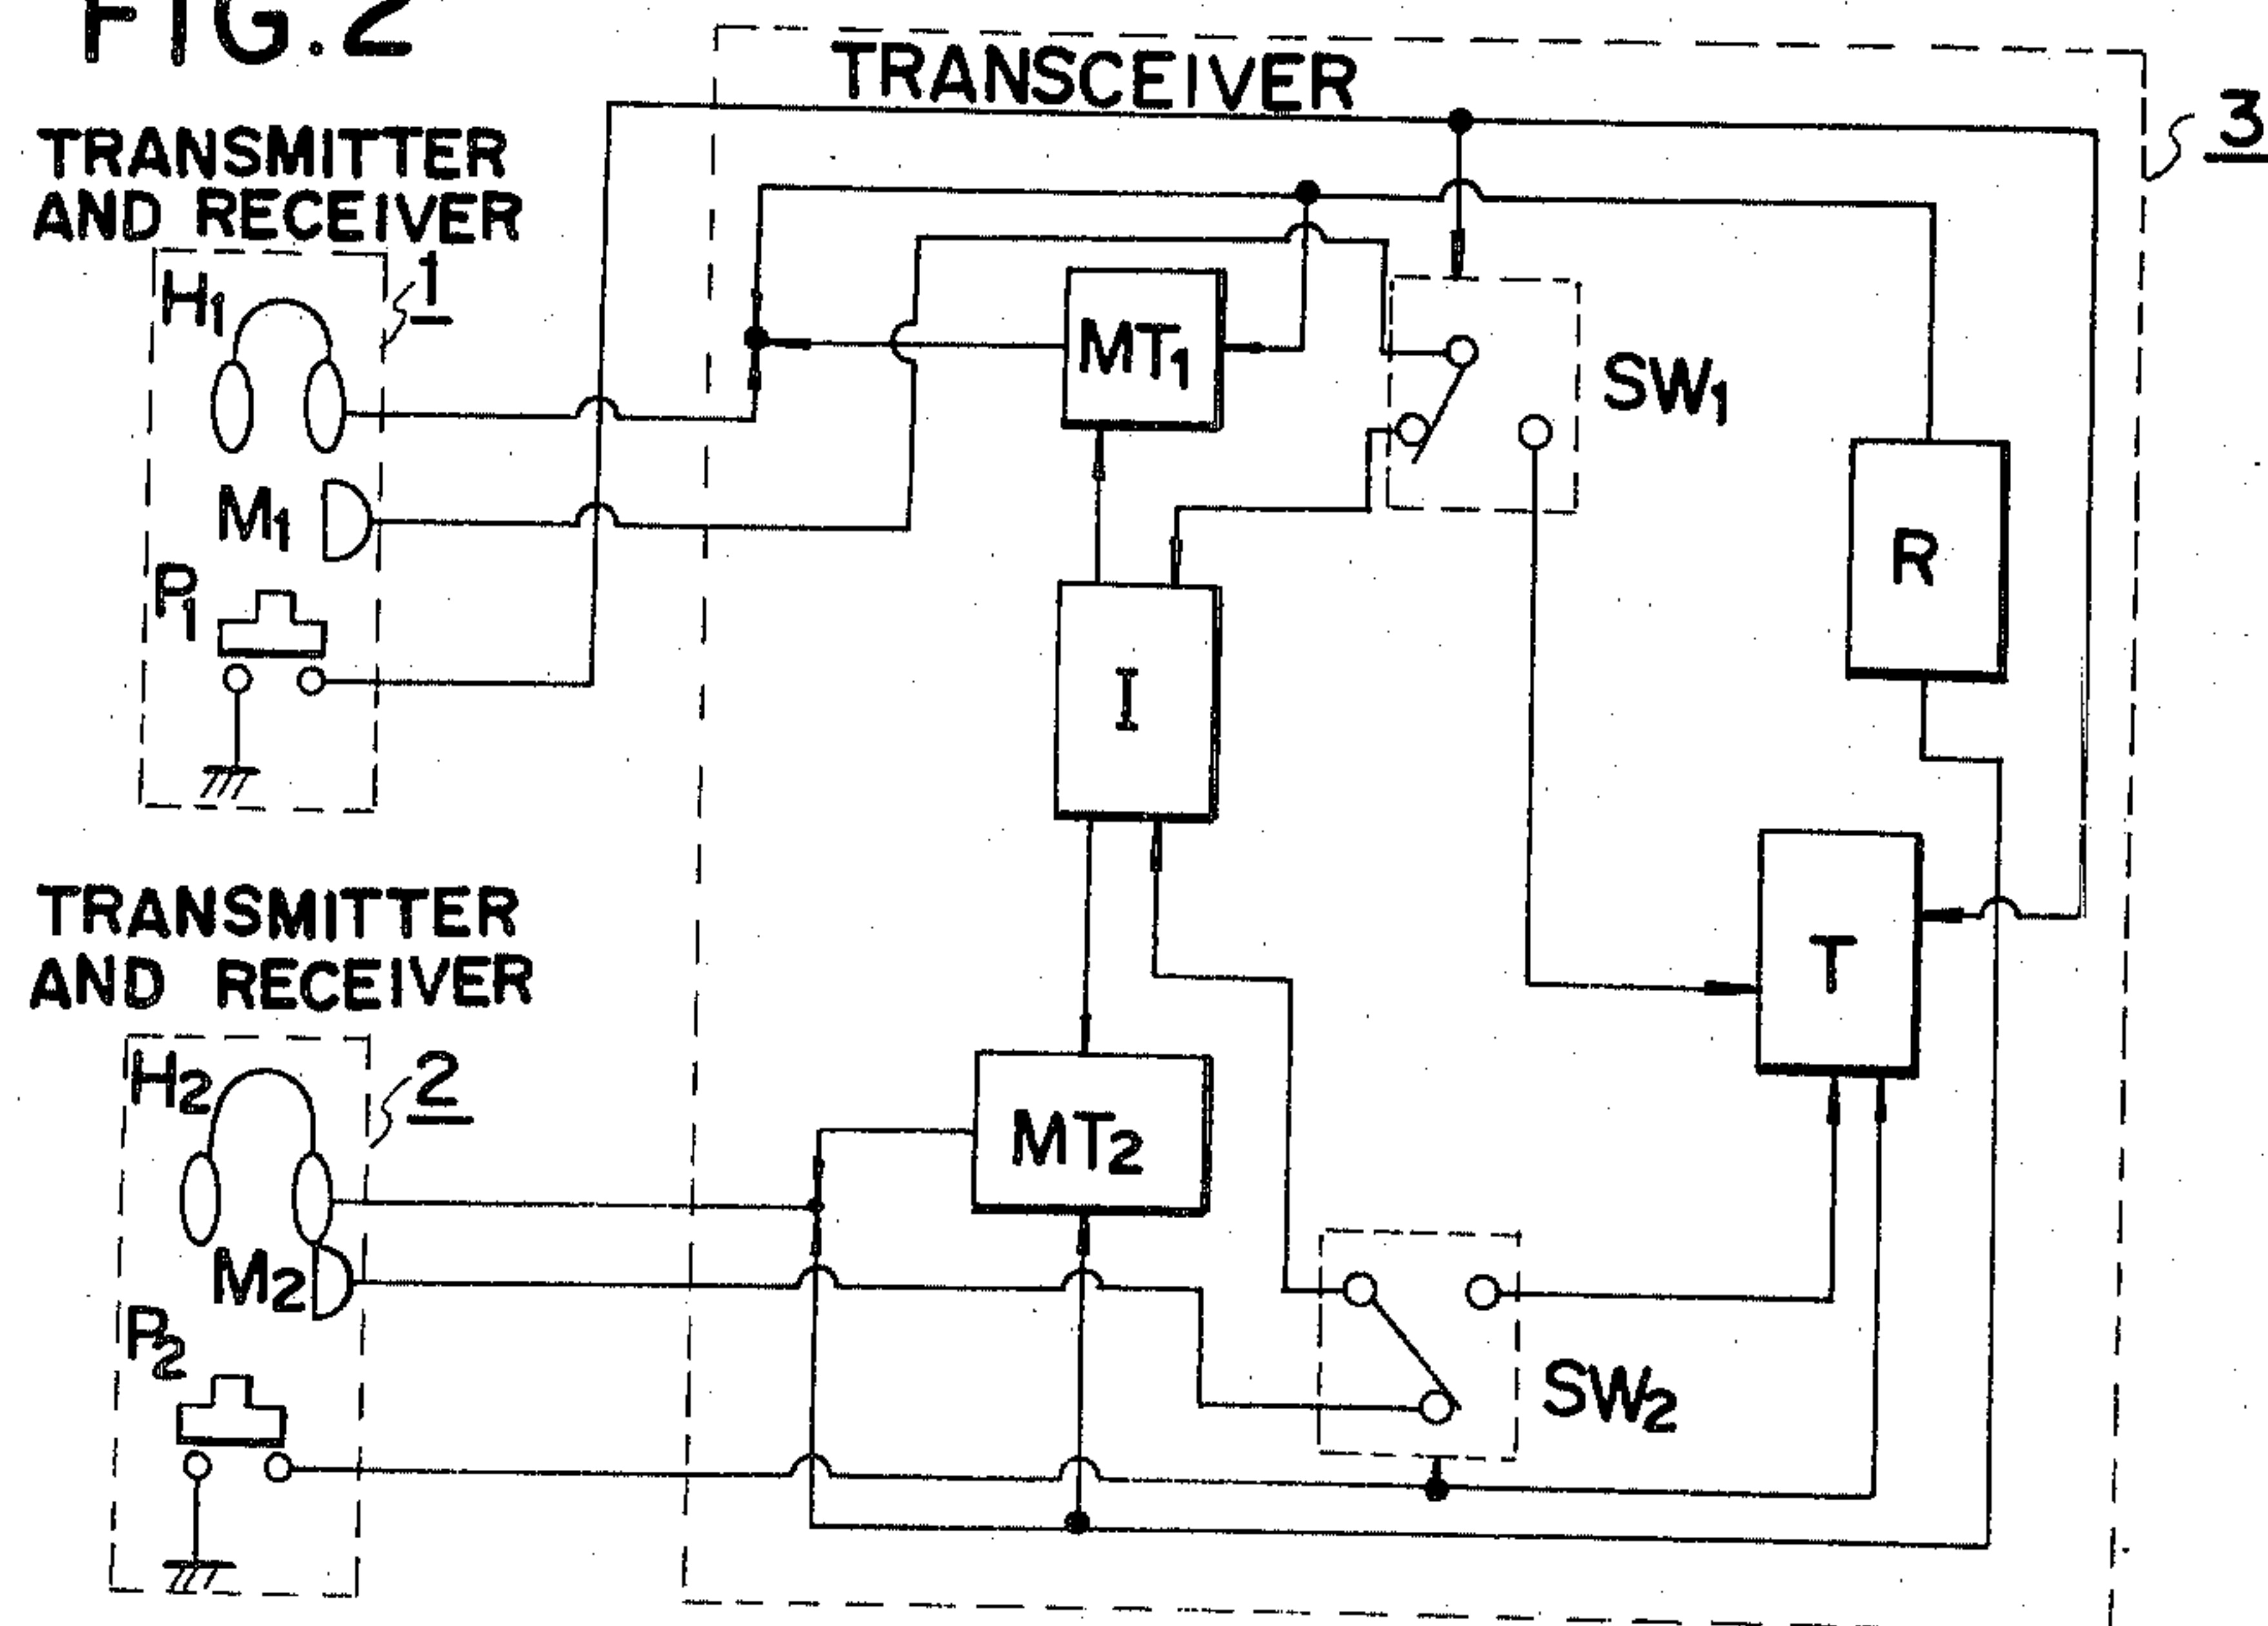 FIG.2
TRANSCEIVER
3
TRANSMITTER
AND RECEIVER
1
H1
MT1
SW1
M1
R
P1
I
TRANSMITTER
AND RECEIVER
T
2
H2
MT2
M2
P2
SW2